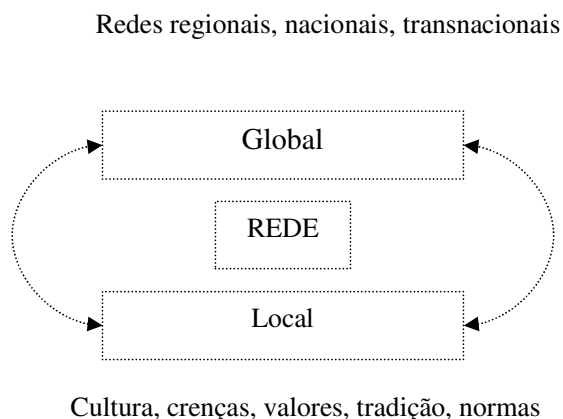 Redes regionais, nacionais, transnacionais
Global
REDE
Local
Cultura, crenças, valores, tradição, normas